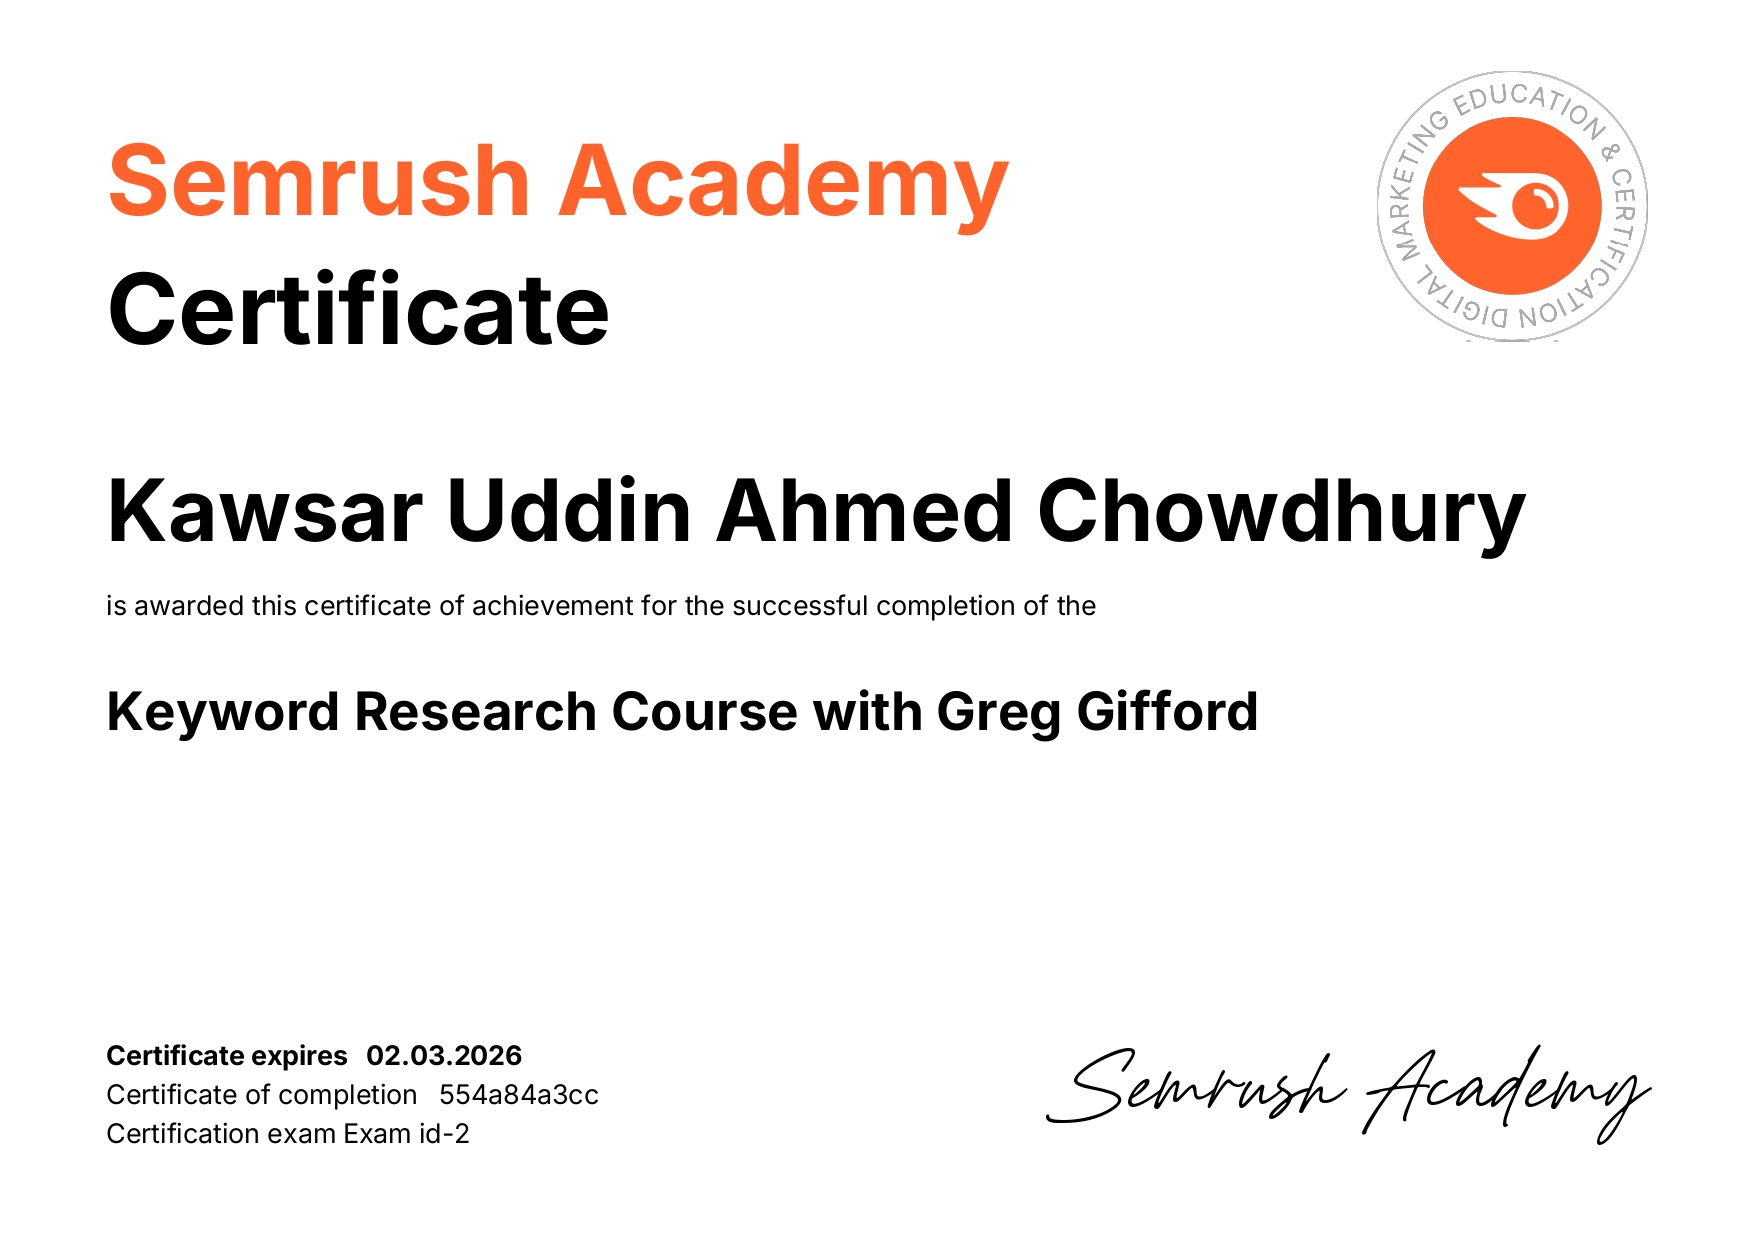 Semrush Academy
Certificate
DIGITAL MARKETING EDUCATION & CERTIFICATION
Kawsar Uddin Ahmed Chowdhury
is awarded this certificate of achievement for the successful completion of the
Keyword Research Course with Greg Gifford
Certificate expires 02.03.2026
Certificate of completion 554a84a3cc
Certification exam Exam id-2
Semrush Academy